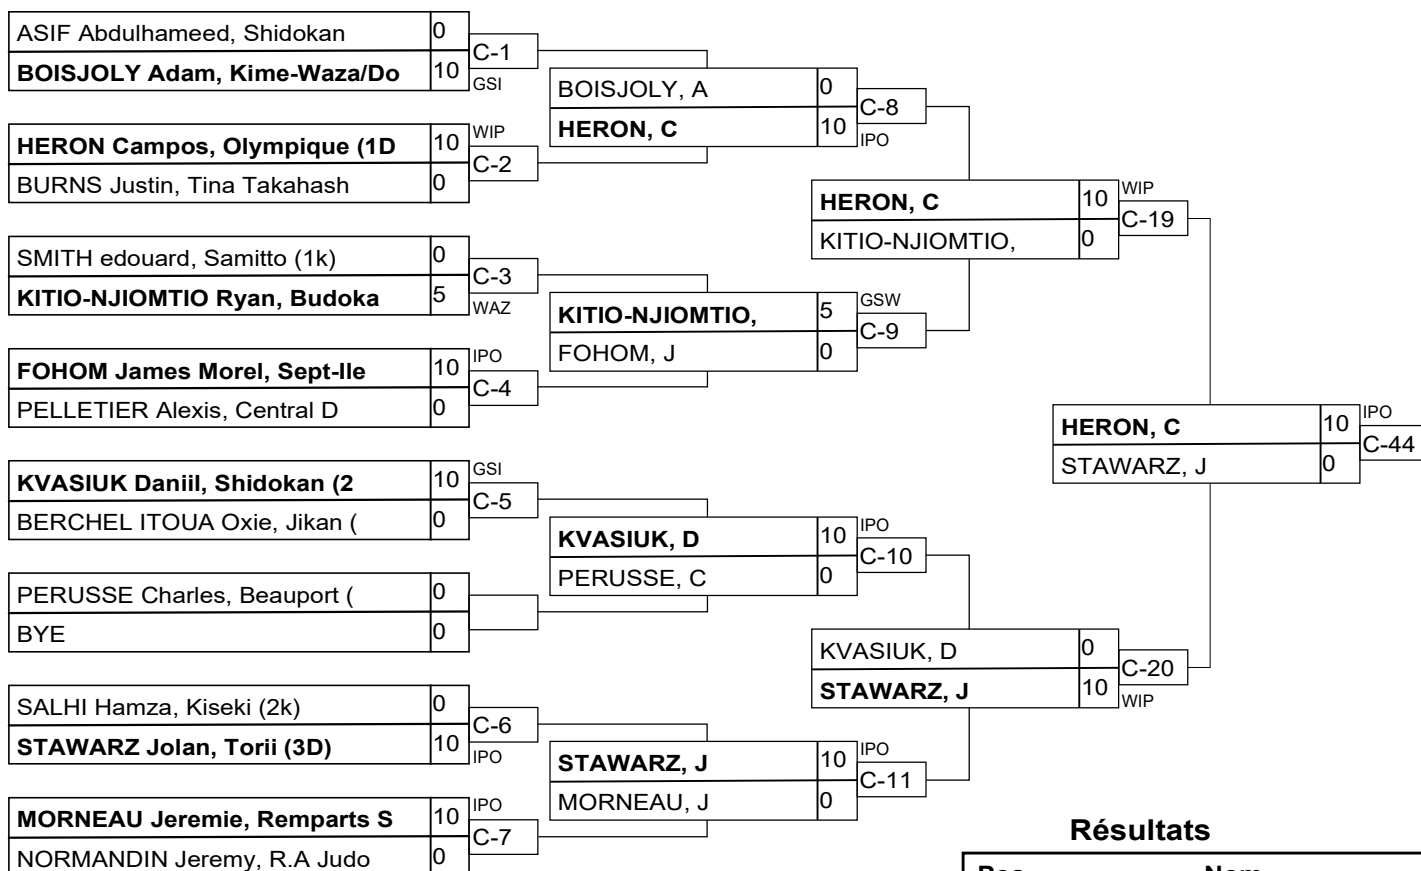 ASIF Abdulhameed, Shidokan 0
C-1
BOISJOLY Adam, Kime-Waza/Do 10
GSI
BOISJOLY, A 0
C-8
HERON, C 10
IPO
HERON Campos, Olympique (1D 10
WIP
C-2
BURNS Justin, Tina Takahash 0
HERON, C 10
WIP
C-19
KITIO-NJIOMTIO, 0
SMITH edouard, Samitto (1k) 0
C-3
KITIO-NJIOMTIO Ryan, Budoka 5
WAZ
KITIO-NJIOMTIO, 5
GSW
C-9
FOHOM, J 0
FOHOM James Morel, Sept-Ile 10
IPO
C-4
PELLETIER Alexis, Central D 0
HERON, C 10
IPO
C-44
STAWARZ, J 0
KVASIUK Daniil, Shidokan (2 10
GSI
C-5
BERCHEL ITOUA Oxie, Jikan ( 0
KVASIUK, D 10
IPO
C-10
PERUSSE, C 0
PERUSSE Charles, Beauport ( 0
BYE 0
KVASIUK, D 0
C-20
STAWARZ, J 10
WIP
SALHI Hamza, Kiseki (2k) 0
C-6
STAWARZ Jolan, Torii (3D) 10
IPO
STAWARZ, J 10
IPO
C-11
MORNEAU, J 0
MORNEAU Jeremie, Remparts S 10
IPO
C-7
NORMANDIN Jeremy, R.A Judo 0
Résultats
Pos Nom